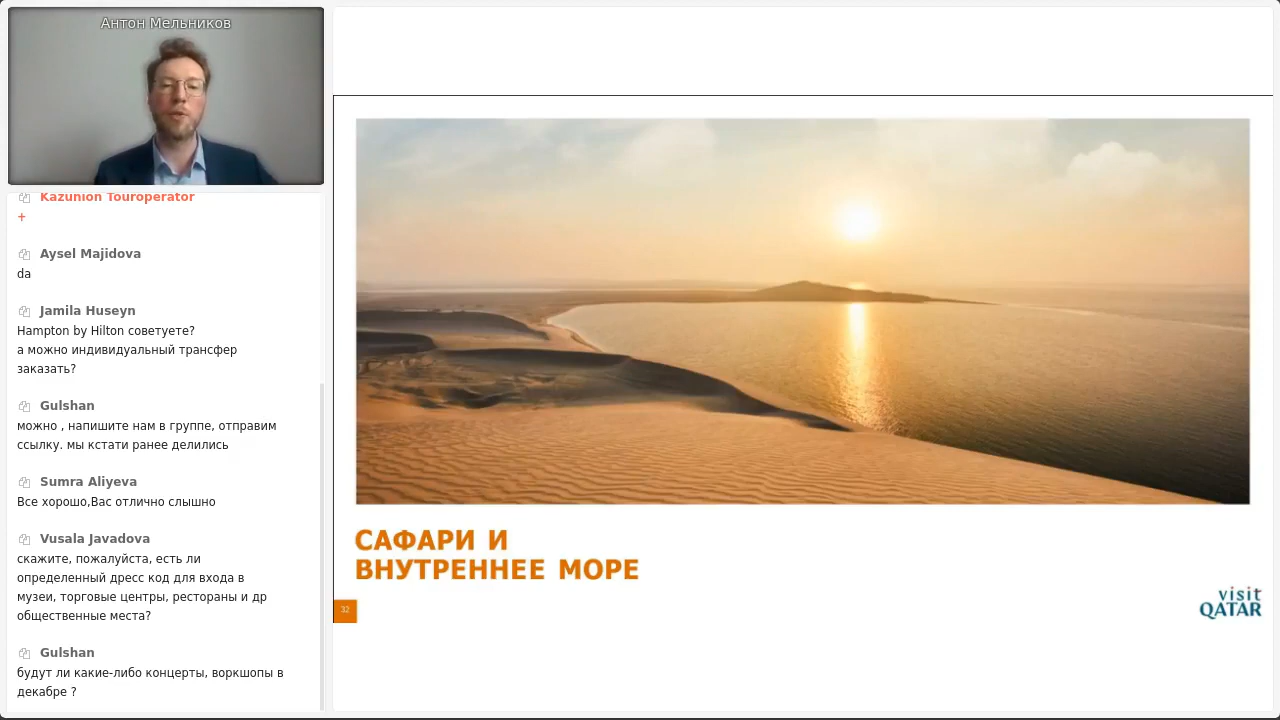 Антон Мельников
Kazunion Touroperator
+
Aysel Majidova
da
Jamila Huseyn
Hampton by Hilton советуете?
а можно индивидуальный трансфер
заказать?
Gulshan
можно , напишите нам в группе, отправим
ссылку. мы кстати ранее делились
Sumra Aliyeva
Все хорошо,Вас отлично слышно
Vusala Javadova
скажите, пожалуйста, есть ли
определенный дресс код для входа в
музеи, торговые центры, рестораны и др
общественные места?
Gulshan
будут ли какие-либо концерты, воркшопы в
декабре ?
САФАРИ И
ВНУТРЕННЕЕ МОРЕ
32
visit
QATAR